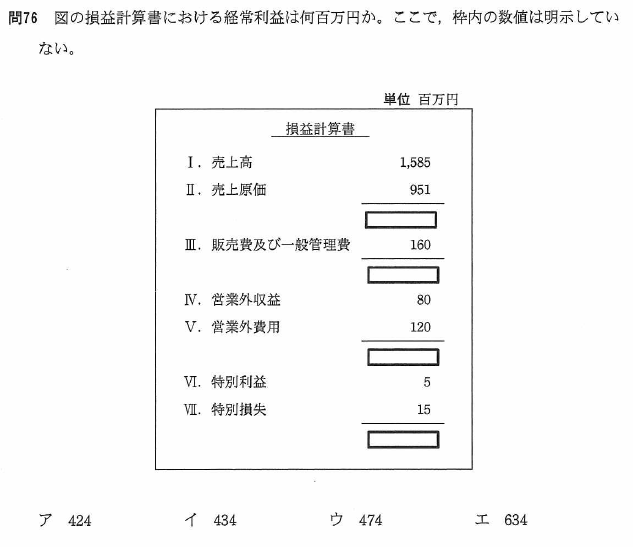 問76 図の損益計算書における経常利益は何百万円か。ここで，枠内の数値は明示してい
ない。
単位 百万円
損益計算書
Ⅰ．売上高 1,585
Ⅱ．売上原価 951
Ⅲ．販売費及び一般管理費 160
Ⅳ．営業外収益 80
Ⅴ．営業外費用 120
Ⅵ．特別利益 5
Ⅶ．特別損失 15
ア 424 イ 434 ウ 474 エ 634